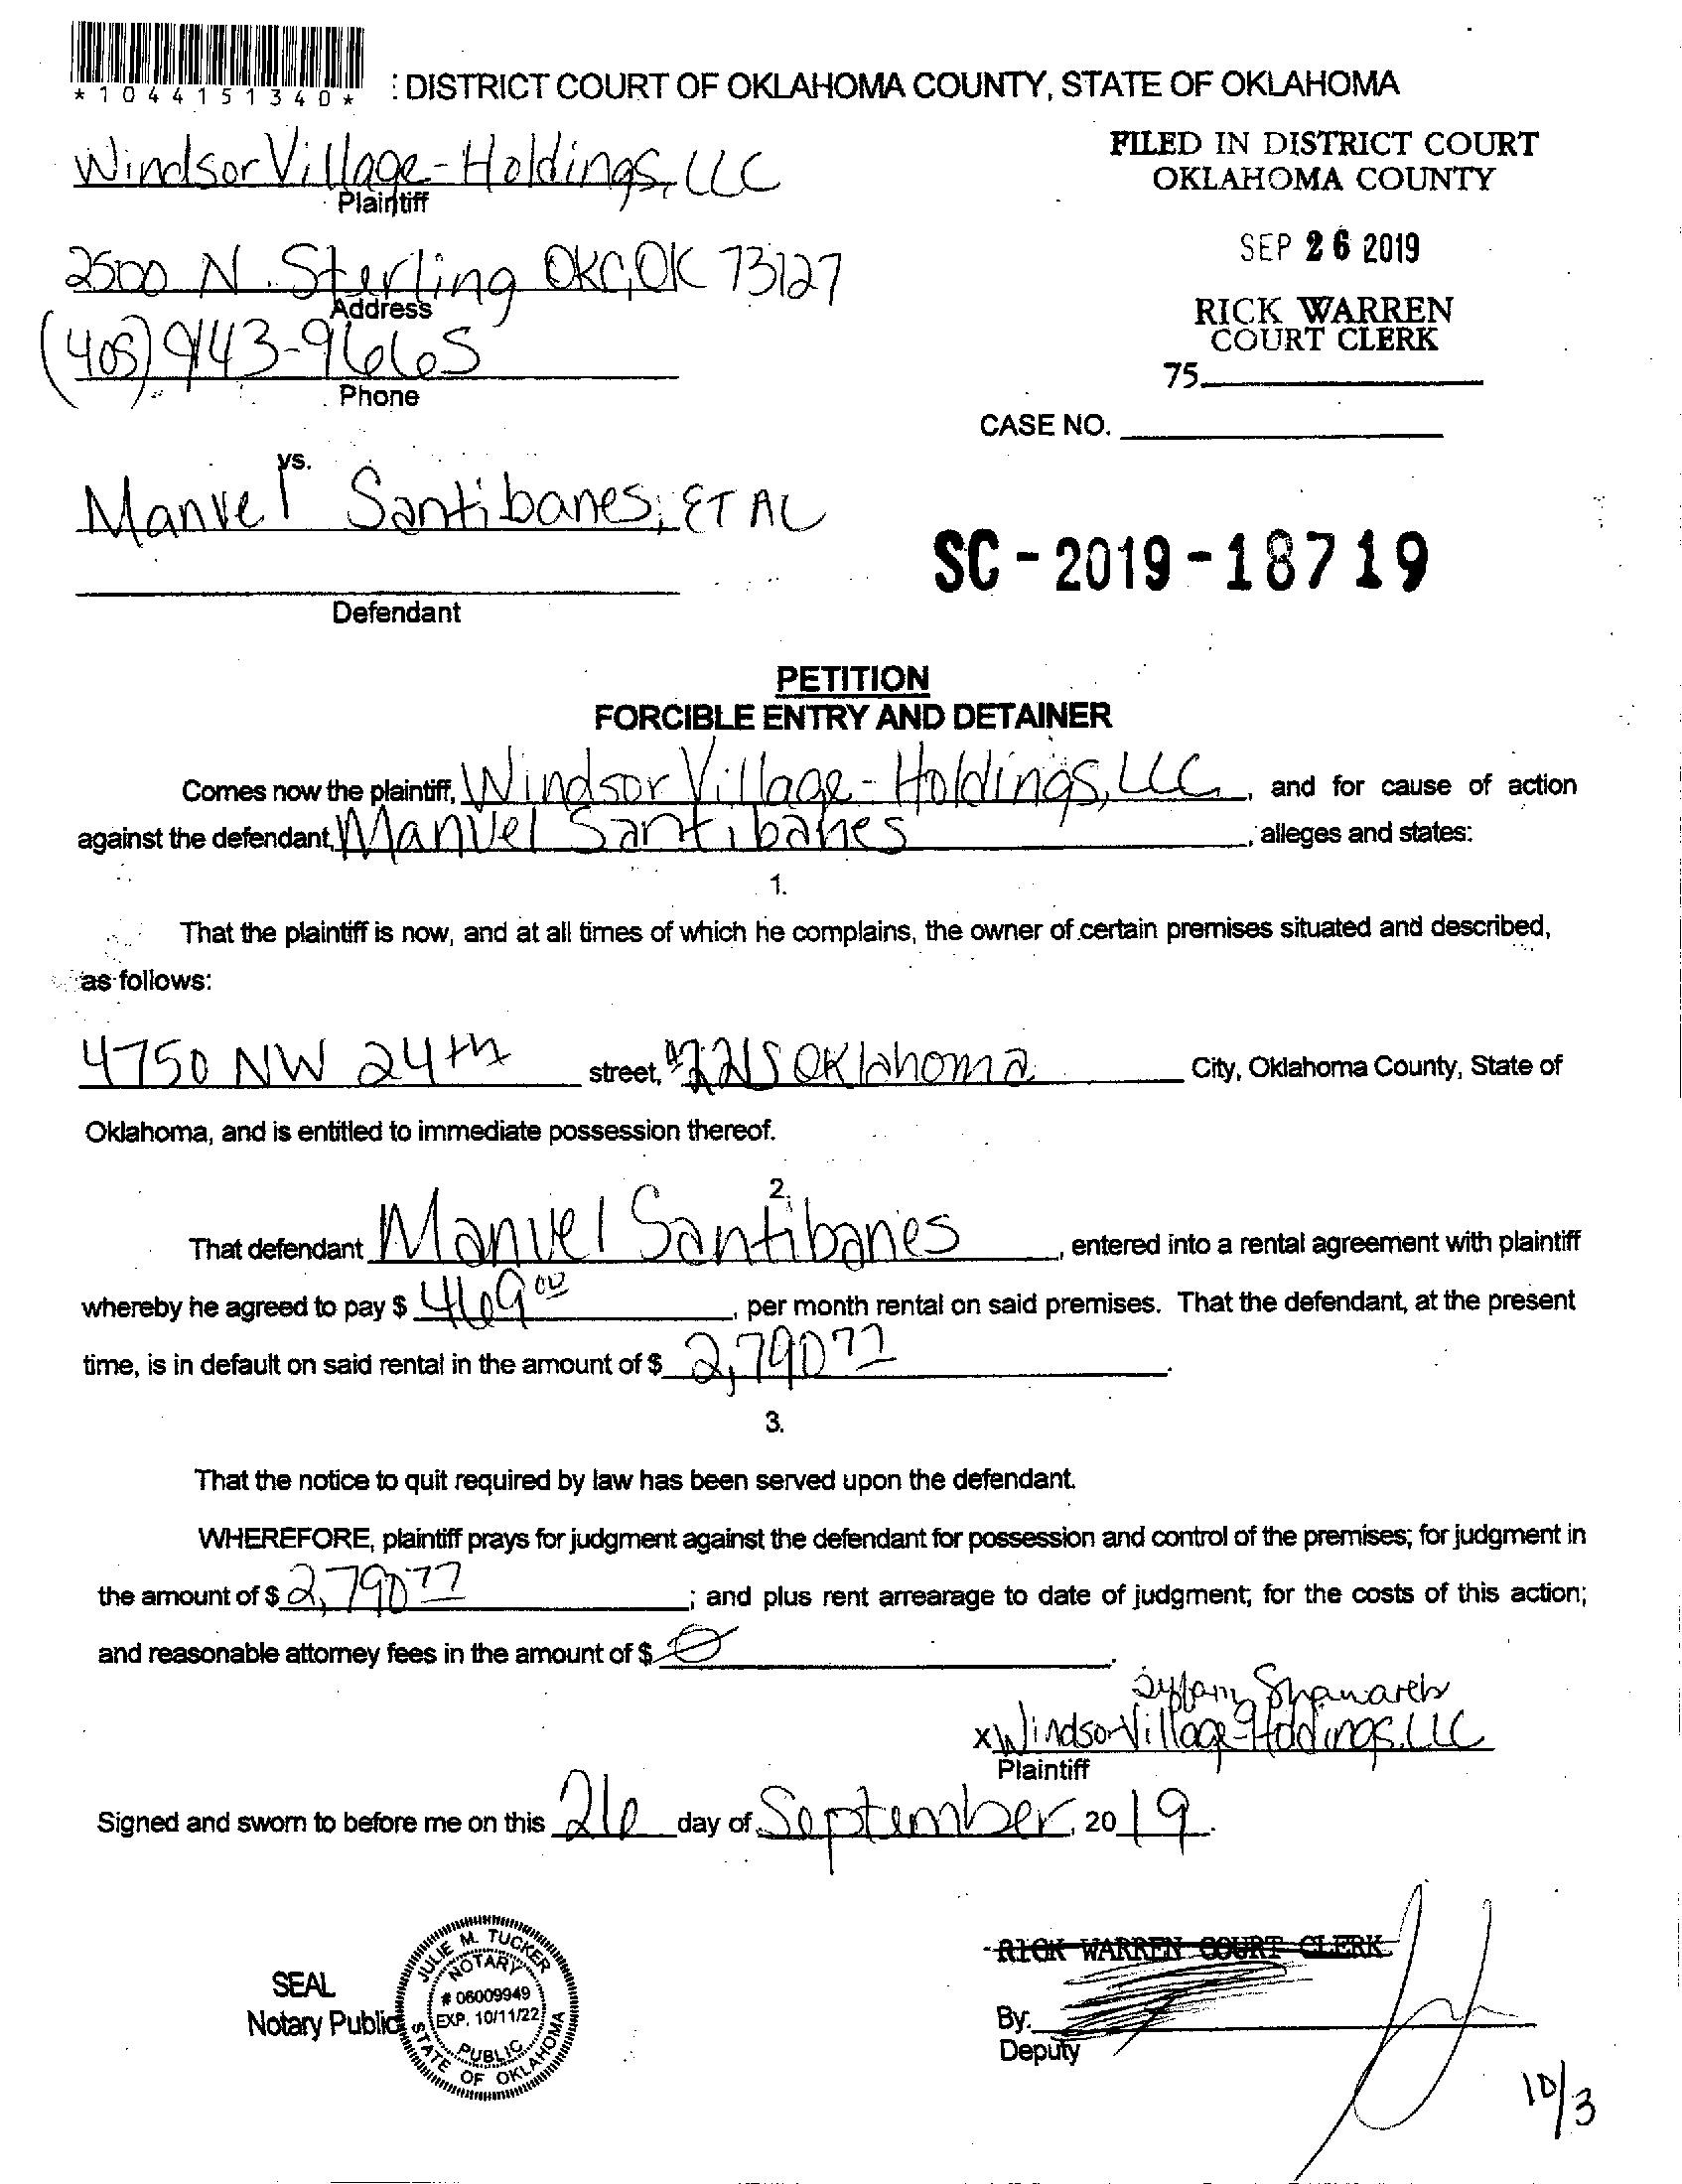 *1044151340*
: DISTRICT COURT OF OKLAHOMA COUNTY, STATE OF OKLAHOMA
Windsor Village-Holdings, LLC
Plaintiff
FILED IN DISTRICT COURT
OKLAHOMA COUNTY
2500 N. Sterling OKC, OK 73127
Address
SEP 26 2019
(405) 943-9665
Phone
RICK WARREN
COURT CLERK
75.
CASE NO.
vs.
Manuel Santibanes, ET AL
SC-2019-18719
Defendant
PETITION
FORCIBLE ENTRY AND DETAINER
Comes now the plaintiff, Windsor Village-Holdings, LLC, and for cause of action
against the defendant, Manuel Santibanes, alleges and states:
1.
That the plaintiff is now, and at all times of which he complains, the owner of certain premises situated and described,
as follows:
4750 NW 24th street, Oklahoma City, Oklahoma County, State of
Oklahoma, and is entitled to immediate possession thereof.
2.
That defendant Manuel Santibanes, entered into a rental agreement with plaintiff
whereby he agreed to pay $ 469 00, per month rental on said premises. That the defendant, at the present
time, is in default on said rental in the amount of $ 2,790 77.
3.
That the notice to quit required by law has been served upon the defendant.
WHEREFORE, plaintiff prays for judgment against the defendant for possession and control of the premises; for judgment in
the amount of $ 2,790 77; and plus rent arrearage to date of judgment; for the costs of this action;
and reasonable attorney fees in the amount of $ 0.
x Windsor Village-Holdings, LLC
Plaintiff
Signed and sworn to before me on this 26 day of September, 2019.
SEAL
Notary Public
JULIE M. TUCKER
NOTARY
# 06009949
EXP. 10/11/22
PUBLIC
STATE OF OKLAHOMA
RICK WARREN COURT CLERK
By:
Deputy
10/3